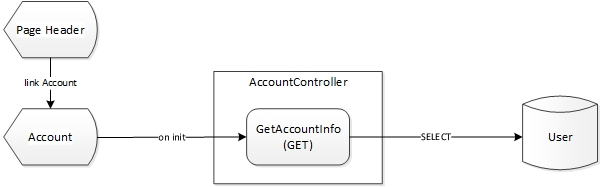 Page Header
link Account
AccountController
Account
on init
GetAccountInfo
(GET)
SELECT
User